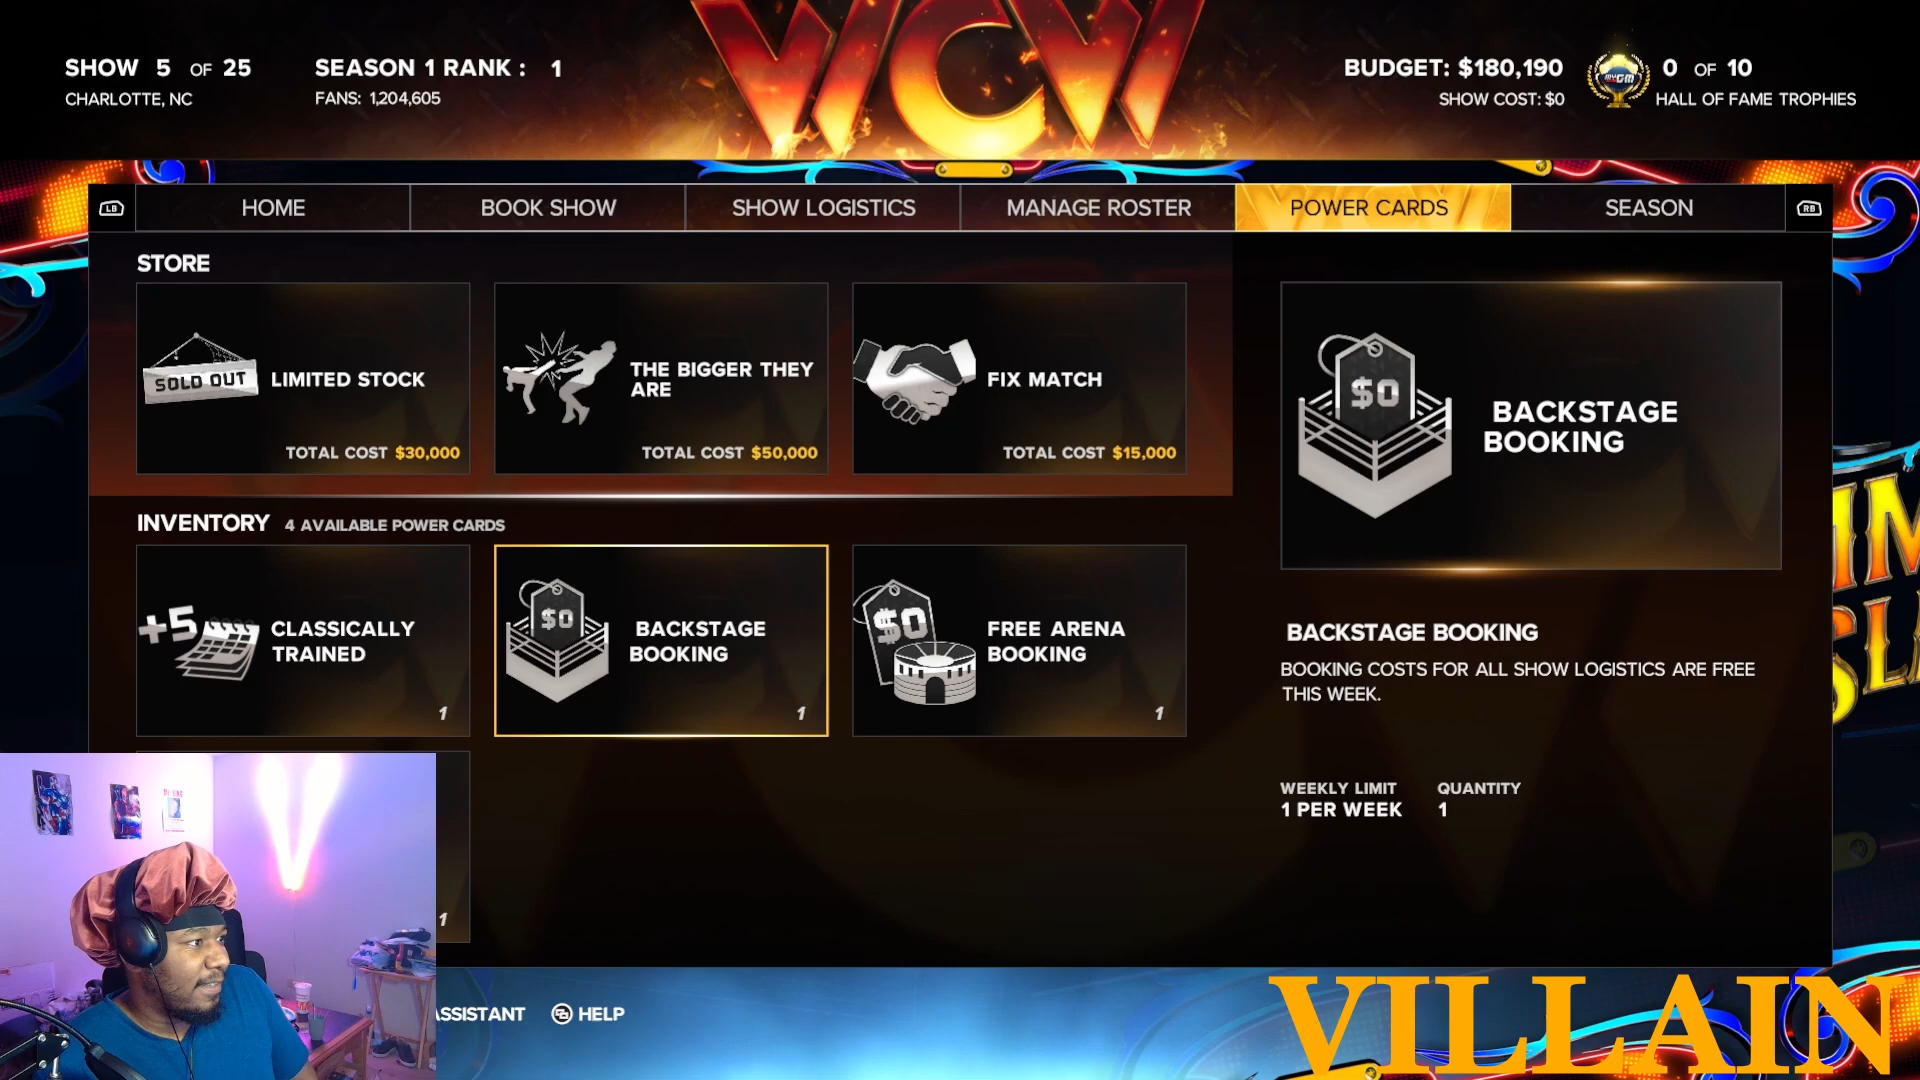 WCW
SHOW 5 OF 25
CHARLOTTE, NC
SEASON 1 RANK : 1
FANS: 1,204,605
BUDGET: $180,190
SHOW COST: $0
MyGM
0 OF 10
HALL OF FAME TROPHIES
LB
HOME
BOOK SHOW
SHOW LOGISTICS
MANAGE ROSTER
POWER CARDS
SEASON
RB
STORE
SOLD OUT
LIMITED STOCK
TOTAL COST $30,000
THE BIGGER THEY
ARE
TOTAL COST $50,000
FIX MATCH
TOTAL COST $15,000
INVENTORY 4 AVAILABLE POWER CARDS
+5
CLASSICALLY
TRAINED
1
$0
BACKSTAGE
BOOKING
1
$0
FREE ARENA
BOOKING
1
1
$0
BACKSTAGE
BOOKING
BACKSTAGE BOOKING
BOOKING COSTS FOR ALL SHOW LOGISTICS ARE FREE
THIS WEEK.
WEEKLY LIMIT
1 PER WEEK
QUANTITY
1
ASSISTANT
HELP
VILLAIN